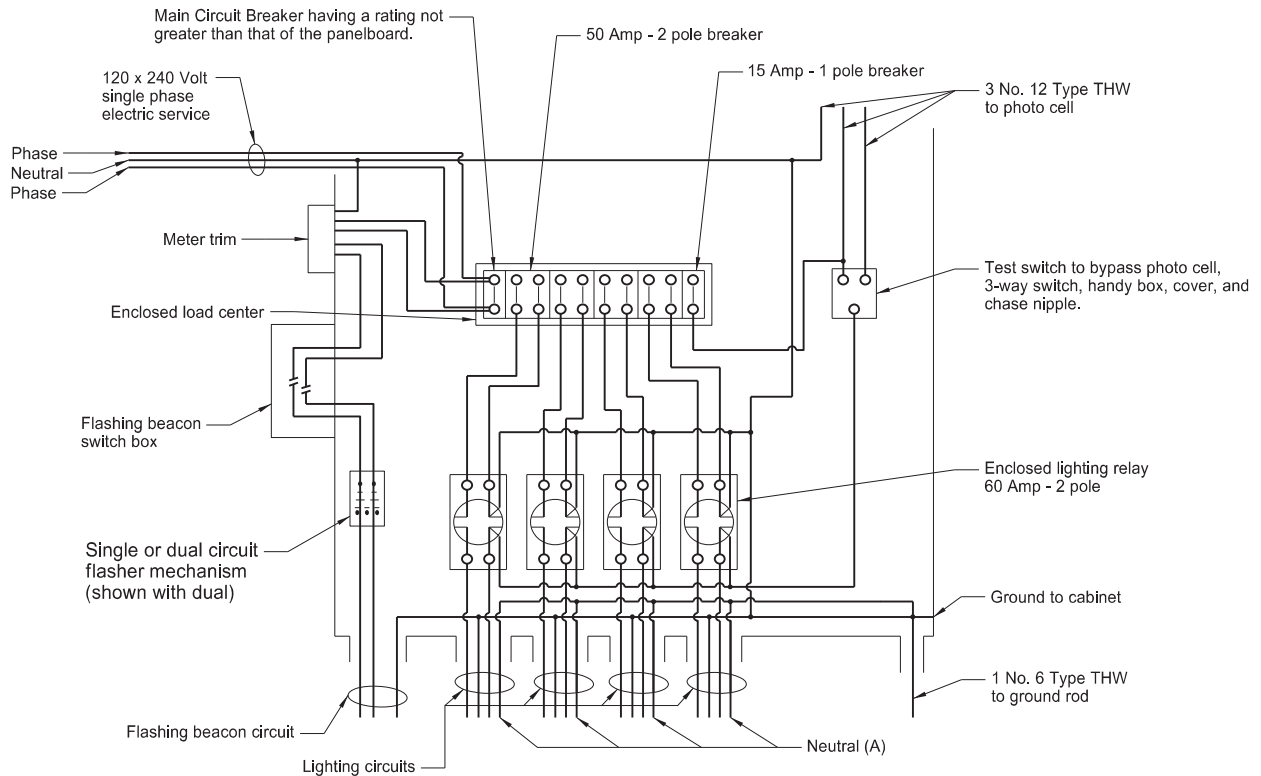 Main Circuit Breaker having a rating not
greater than that of the panelboard.
50 Amp - 2 pole breaker
15 Amp - 1 pole breaker
120 x 240 Volt
single phase
electric service
3 No. 12 Type THW
to photo cell
Phase
Neutral
Phase
Meter trim
Test switch to bypass photo cell,
3-way switch, handy box, cover, and
chase nipple.
Enclosed load center
Flashing beacon
switch box
Enclosed lighting relay
60 Amp - 2 pole
Single or dual circuit
flasher mechanism
(shown with dual)
Ground to cabinet
1 No. 6 Type THW
to ground rod
Flashing beacon circuit
Neutral (A)
Lighting circuits